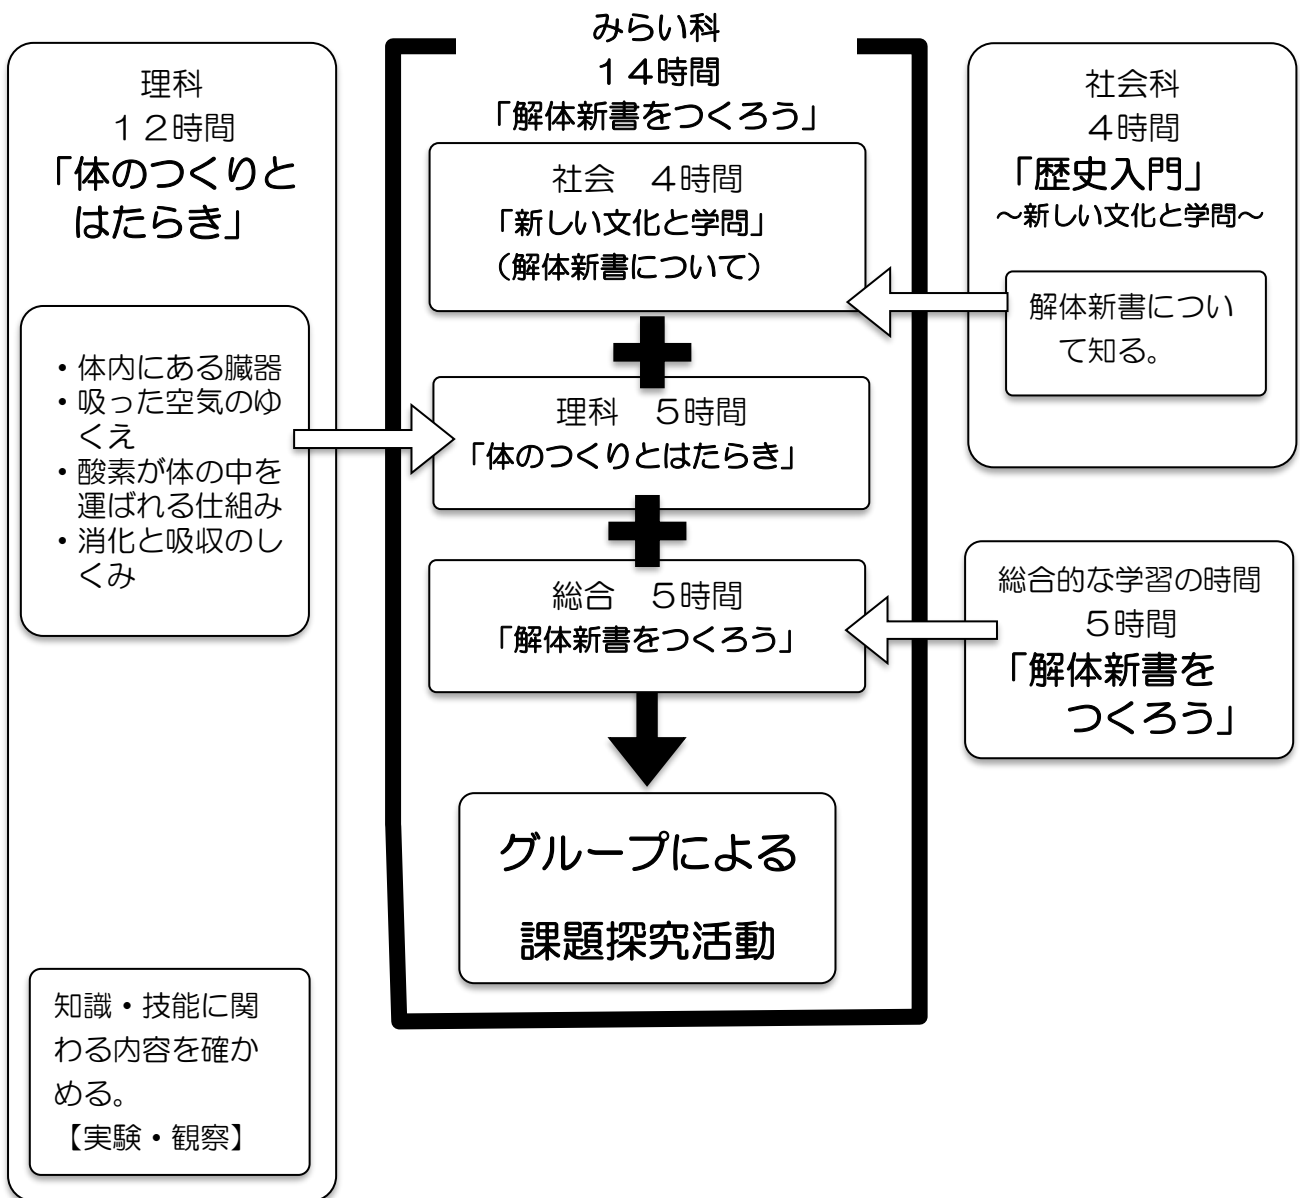 理科
１２時間
「体のつくりと
はたらき」
・体内にある臓器
・吸った空気のゆ
くえ
・酸素が体の中を
運ばれる仕組み
・消化と吸収のし
くみ
知識・技能に関
わる内容を確か
める。
【実験・観察】
みらい科
１４時間
「解体新書をつくろう」
社会　４時間
「新しい文化と学問」
（解体新書について）
理科　５時間
「体のつくりとはたらき」
総合　５時間
「解体新書をつくろう」
グループによる
課題探究活動
社会科
４時間
「歴史入門」
～新しい文化と学問～
解体新書につい
て知る。
総合的な学習の時間
５時間
「解体新書を
つくろう」